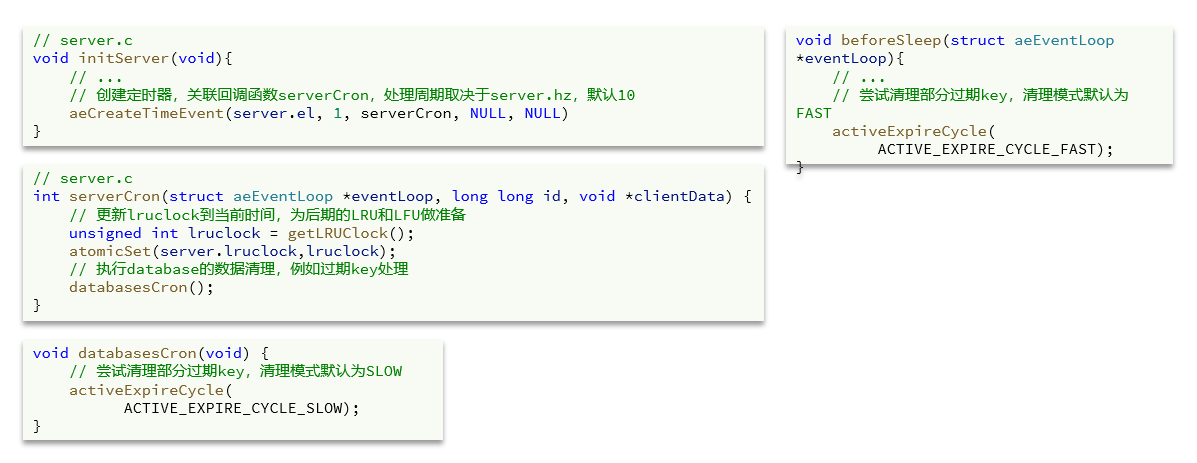 // server.c
void initServer(void){
    // ...
    // 创建定时器，关联回调函数serverCron，处理周期取决于server.hz，默认10
    aeCreateTimeEvent(server.el, 1, serverCron, NULL, NULL)
}
// server.c
int serverCron(struct aeEventLoop *eventLoop, long long id, void *clientData) {
    // 更新lruclock到当前时间，为后期的LRU和LFU做准备
    unsigned int lruclock = getLRUClock();
    atomicSet(server.lruclock,lruclock);
    // 执行database的数据清理，例如过期key处理
    databasesCron();
}
void databasesCron(void) {
    // 尝试清理部分过期key，清理模式默认为SLOW
    activeExpireCycle(
          ACTIVE_EXPIRE_CYCLE_SLOW);
}
void beforeSleep(struct aeEventLoop
*eventLoop){
    // ...
    // 尝试清理部分过期key，清理模式默认为
FAST
    activeExpireCycle(
         ACTIVE_EXPIRE_CYCLE_FAST);
}